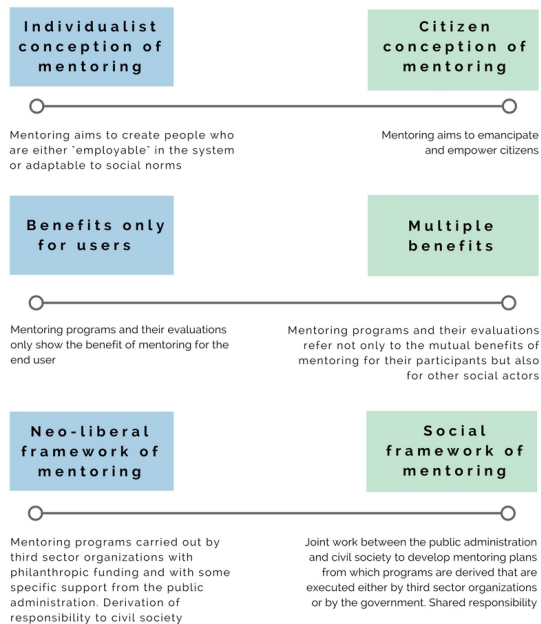 Individualist
conception of
mentoring
Citizen
conception of
mentoring
Mentoring aims to create people who
are either "employable" in the system
or adaptable to social norms
Mentoring aims to emancipate
and empower citizens
Benefits only
for users
Multiple
benefits
Mentoring programs and their evaluations
only show the benefit of mentoring for the
end user
Mentoring programs and their evaluations
refer not only to the mutual benefits of
mentoring for their participants but also
for other social actors
Neo-liberal
framework of
mentoring
Social
framework of
mentoring
Mentoring programs carried out by
third sector organizations with
philanthropic funding and with some
specific support from the public
administration. Derivation of
responsibility to civil society
Joint work between the public administration
and civil society to develop mentoring plans
from which programs are derived that are
executed either by third sector organizations
or by the government. Shared responsibility